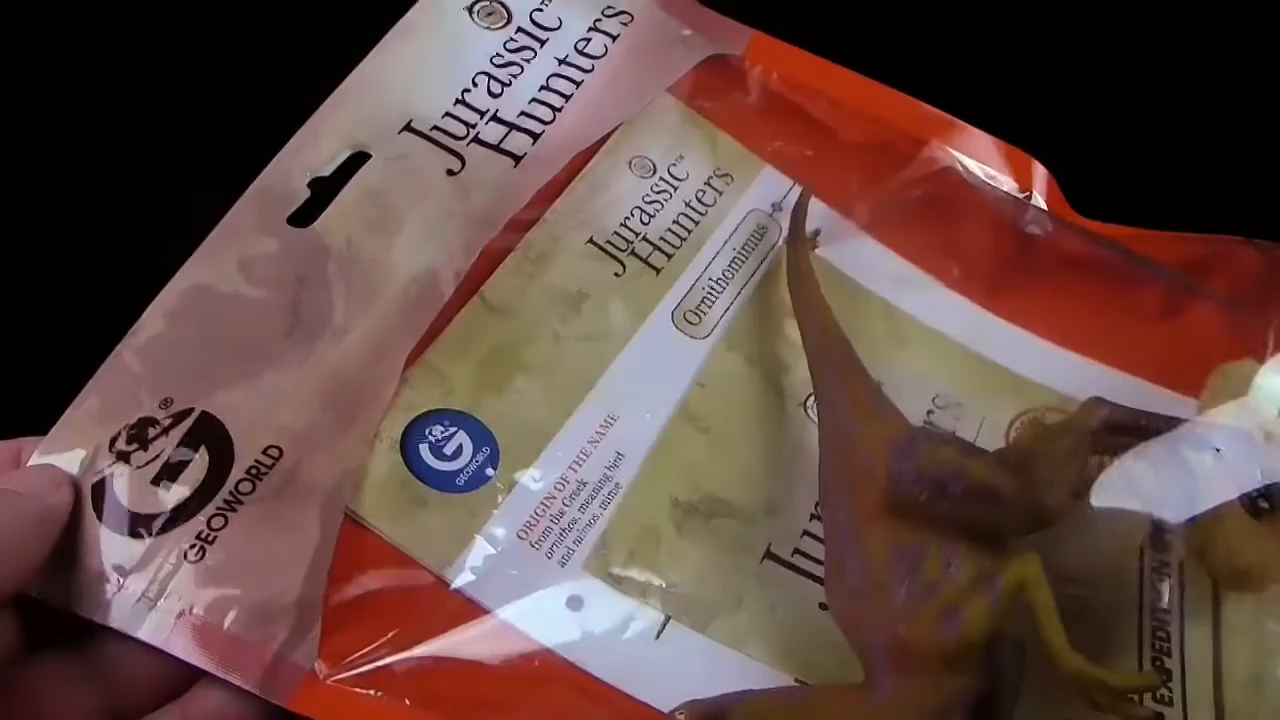 Jurassic™
Hunters
Jurassic™
Hunters
Ornithomimus
GEOWORLD
ORIGIN OF THE NAME
from the Greek
ornithos, meaning bird
and mimos, mime
® 
GEOWORLD
EXPEDITION